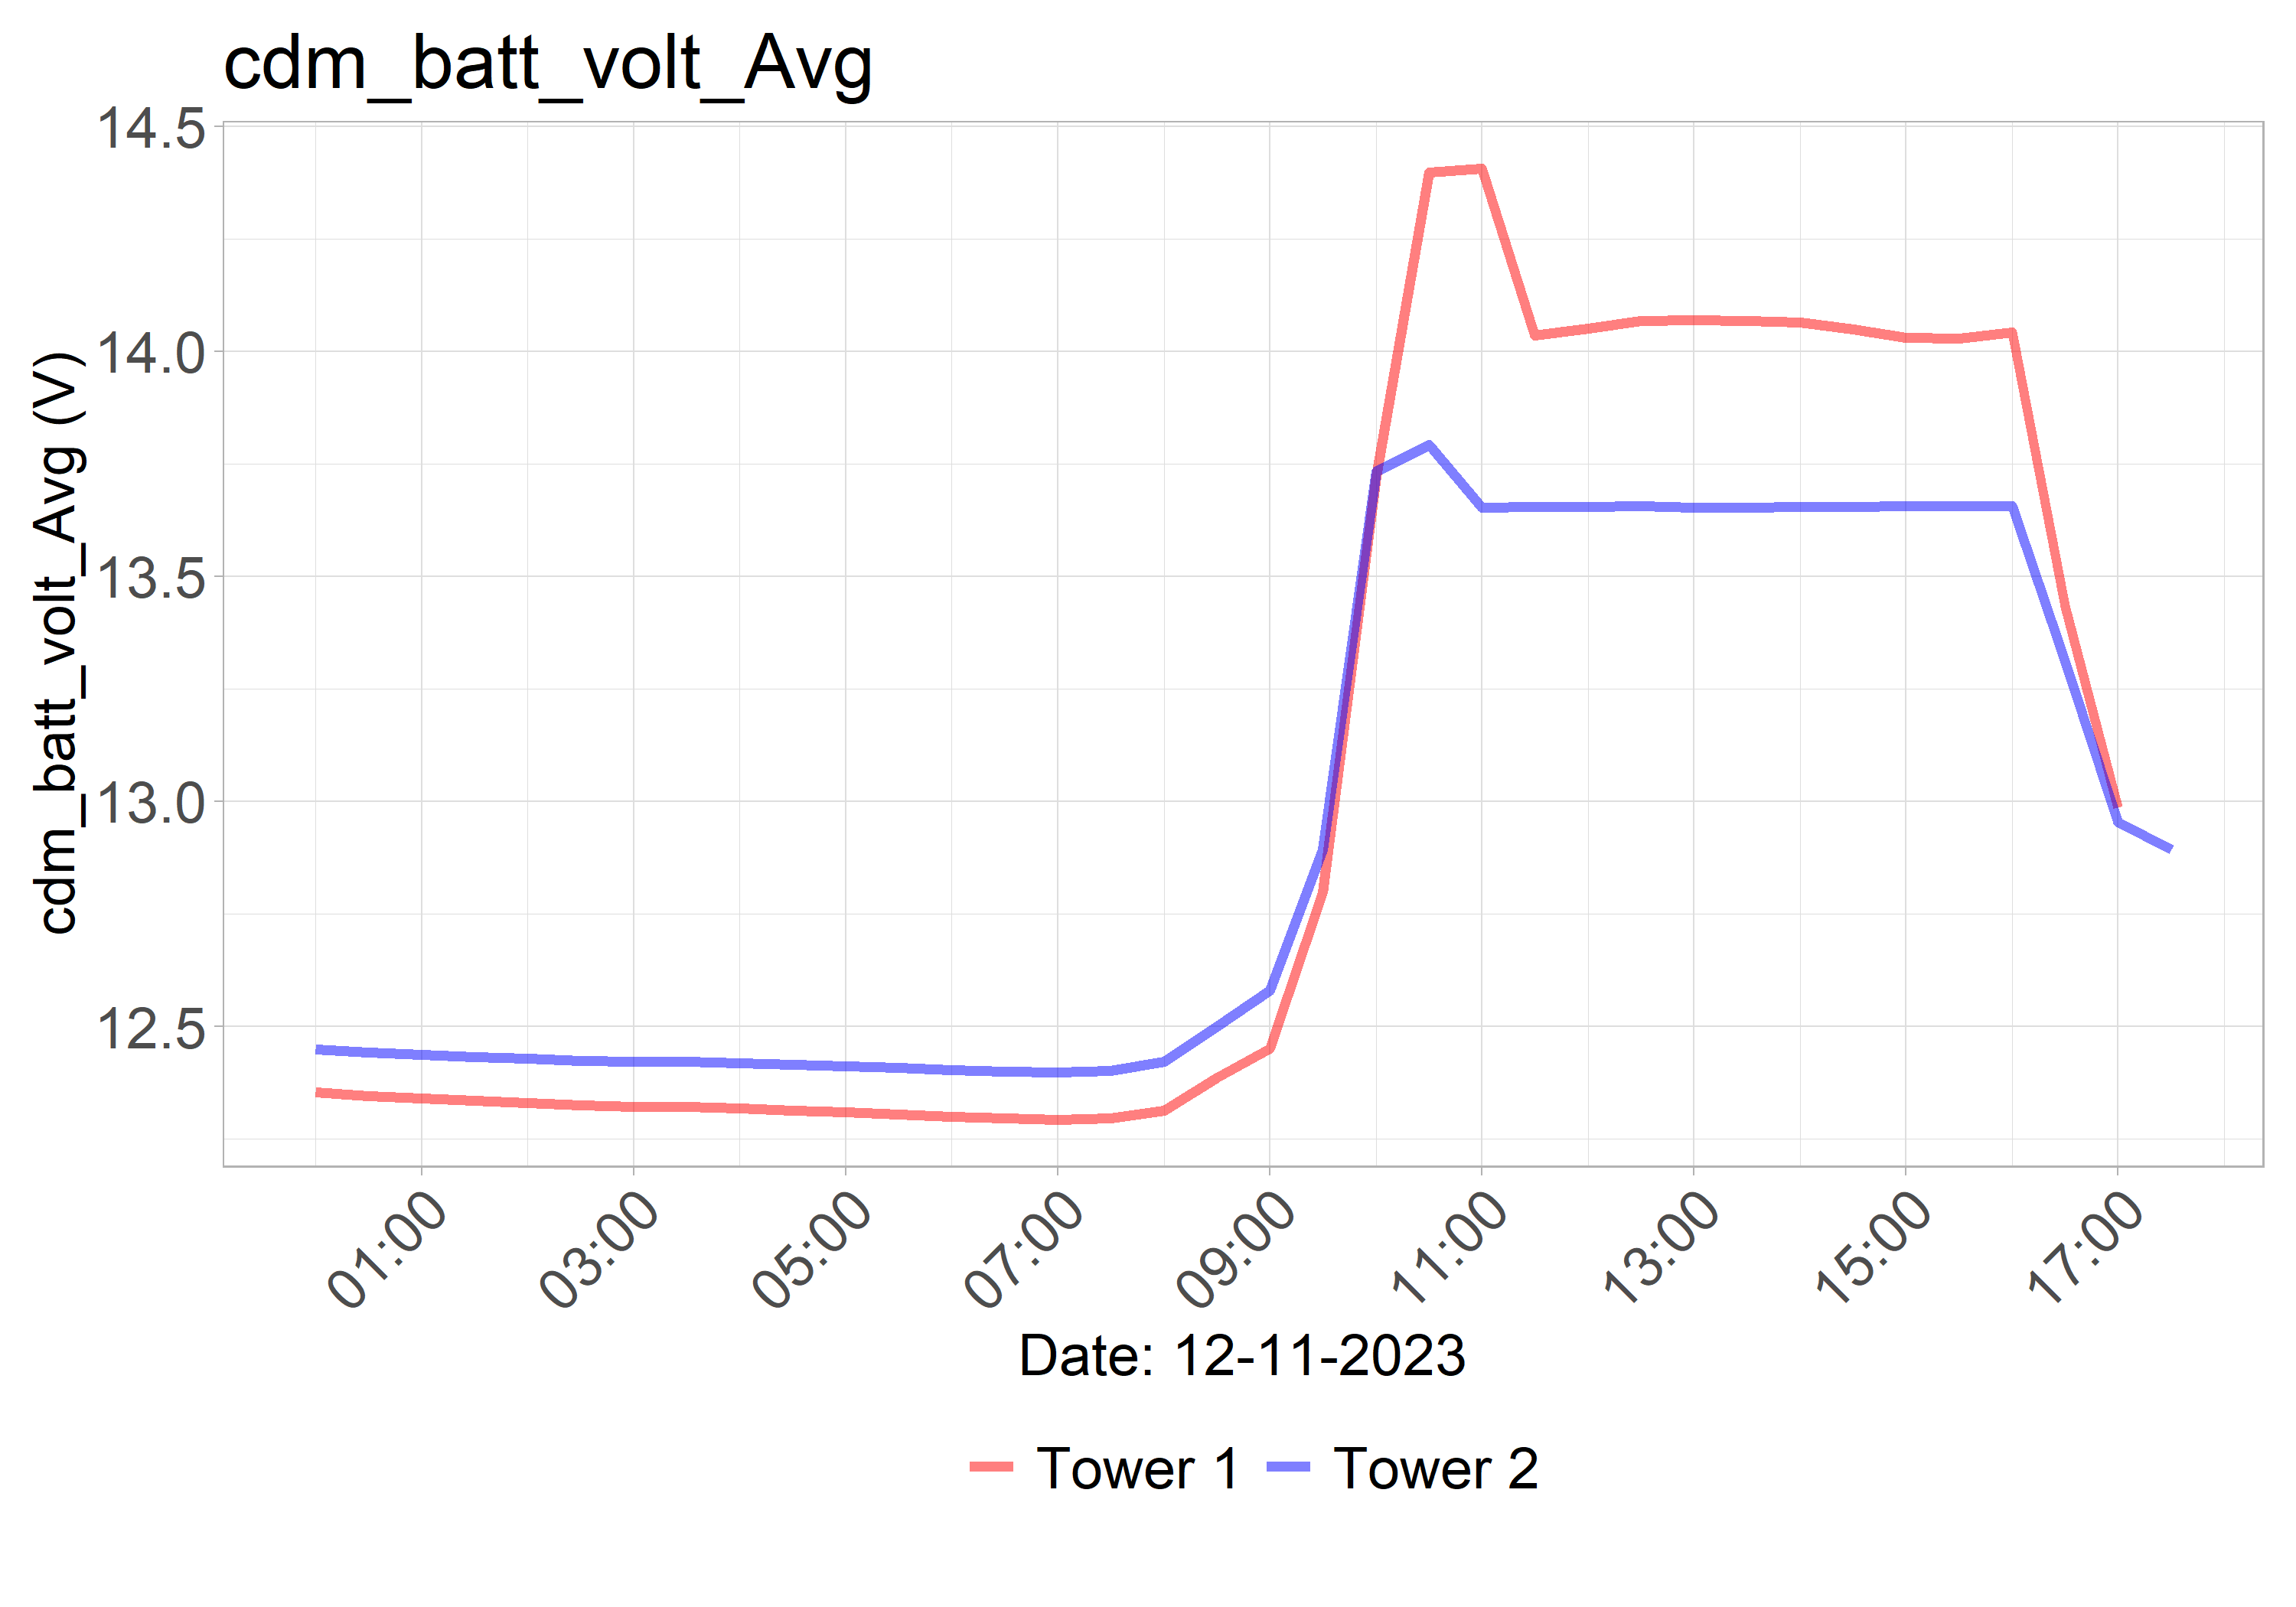 cdm_batt_volt_Avg
cdm_batt_volt_Avg (V)
14.5
14.0
13.5
13.0
12.5
01:00 03:00 05:00 07:00 09:00 11:00 13:00 15:00 17:00
Date: 12-11-2023
Tower 1 Tower 2